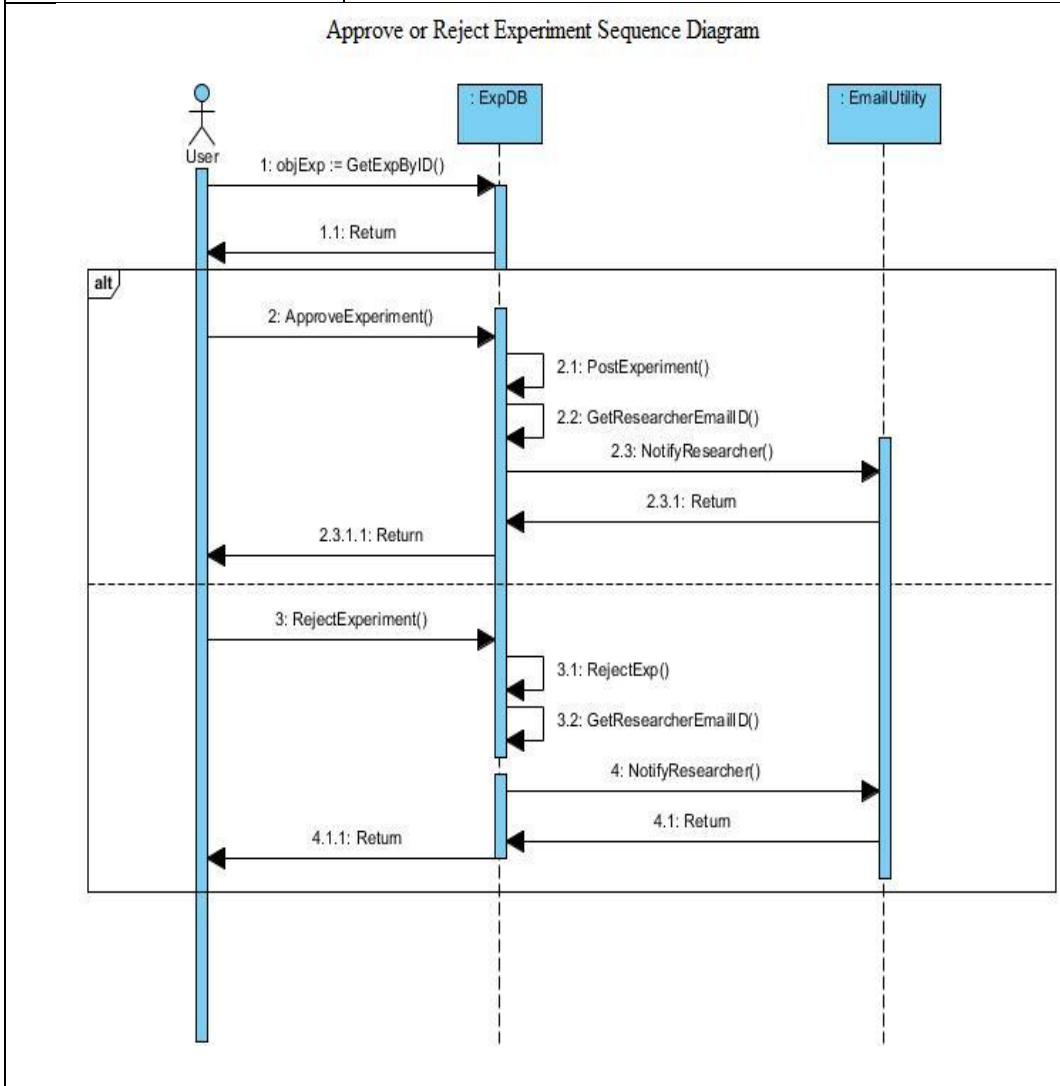 Approve or Reject Experiment Sequence Diagram
: ExpDB
: EmailUtility
User
1: objExp := GetExpByID()
1.1: Return
alt
2: ApproveExperiment()
2.1: PostExperiment()
2.2: GetResearcherEmailID()
2.3: NotifyResearcher()
2.3.1: Return
2.3.1.1: Return
3: RejectExperiment()
3.1: RejectExp()
3.2: GetResearcherEmailID()
4: NotifyResearcher()
4.1: Return
4.1.1: Return